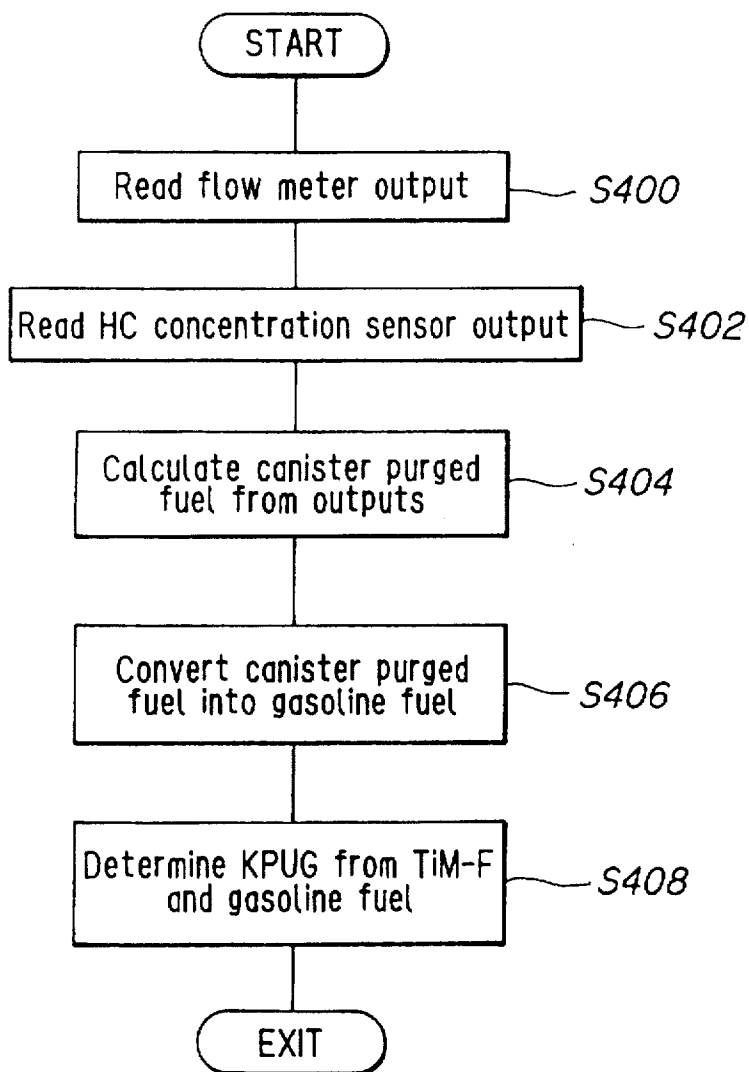 START
Read flow meter output
S400
Read HC concentration sensor output
S402
Calculate canister purged
fuel from outputs
S404
Convert canister purged
fuel into gasoline fuel
S406
Determine KPUG from TiM-F
and gasoline fuel
S408
EXIT